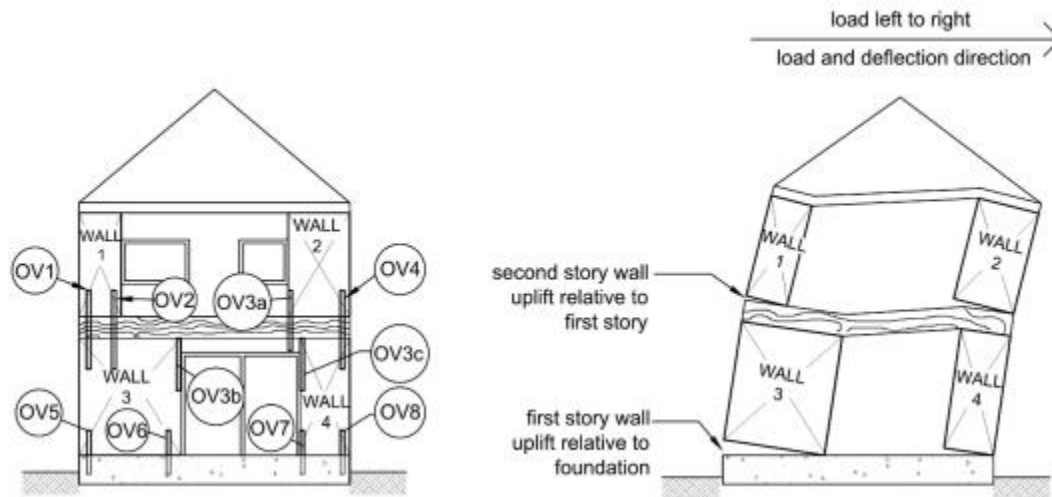 load left to right
load and deflection direction
WALL
1
WALL
2
OV1
OV2
OV3a
OV4
WALL
3
OV3b
OV3c
OV5
OV6
OV7
WALL
4
OV8
WALL
1
WALL
2
second story wall
uplift relative to
first story
WALL
3
WALL
4
first story wall
uplift relative to
foundation